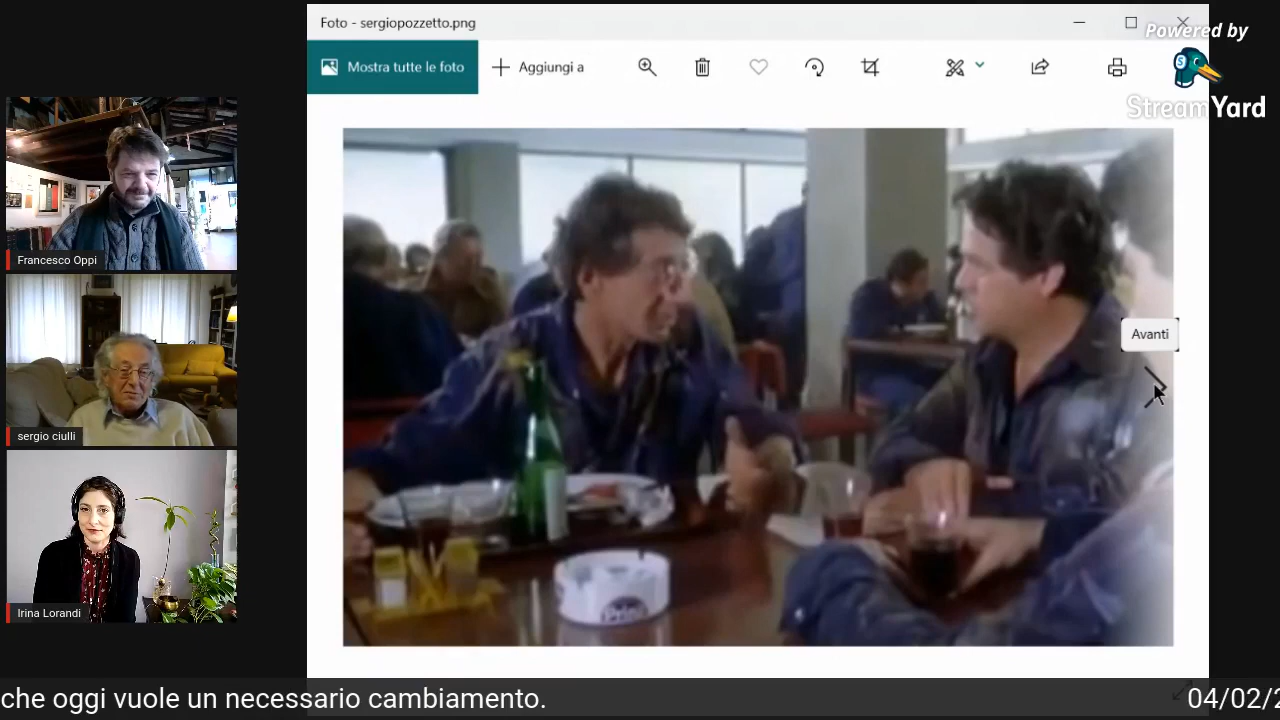 Foto - sergiopozzetto.png
Powered by
StreamYard
Mostra tutte le foto
Aggiungi a
Francesco Oppi
sergio ciulli
Irina Lorandi
Avanti
che oggi vuole un necessario cambiamento.
04/02/2